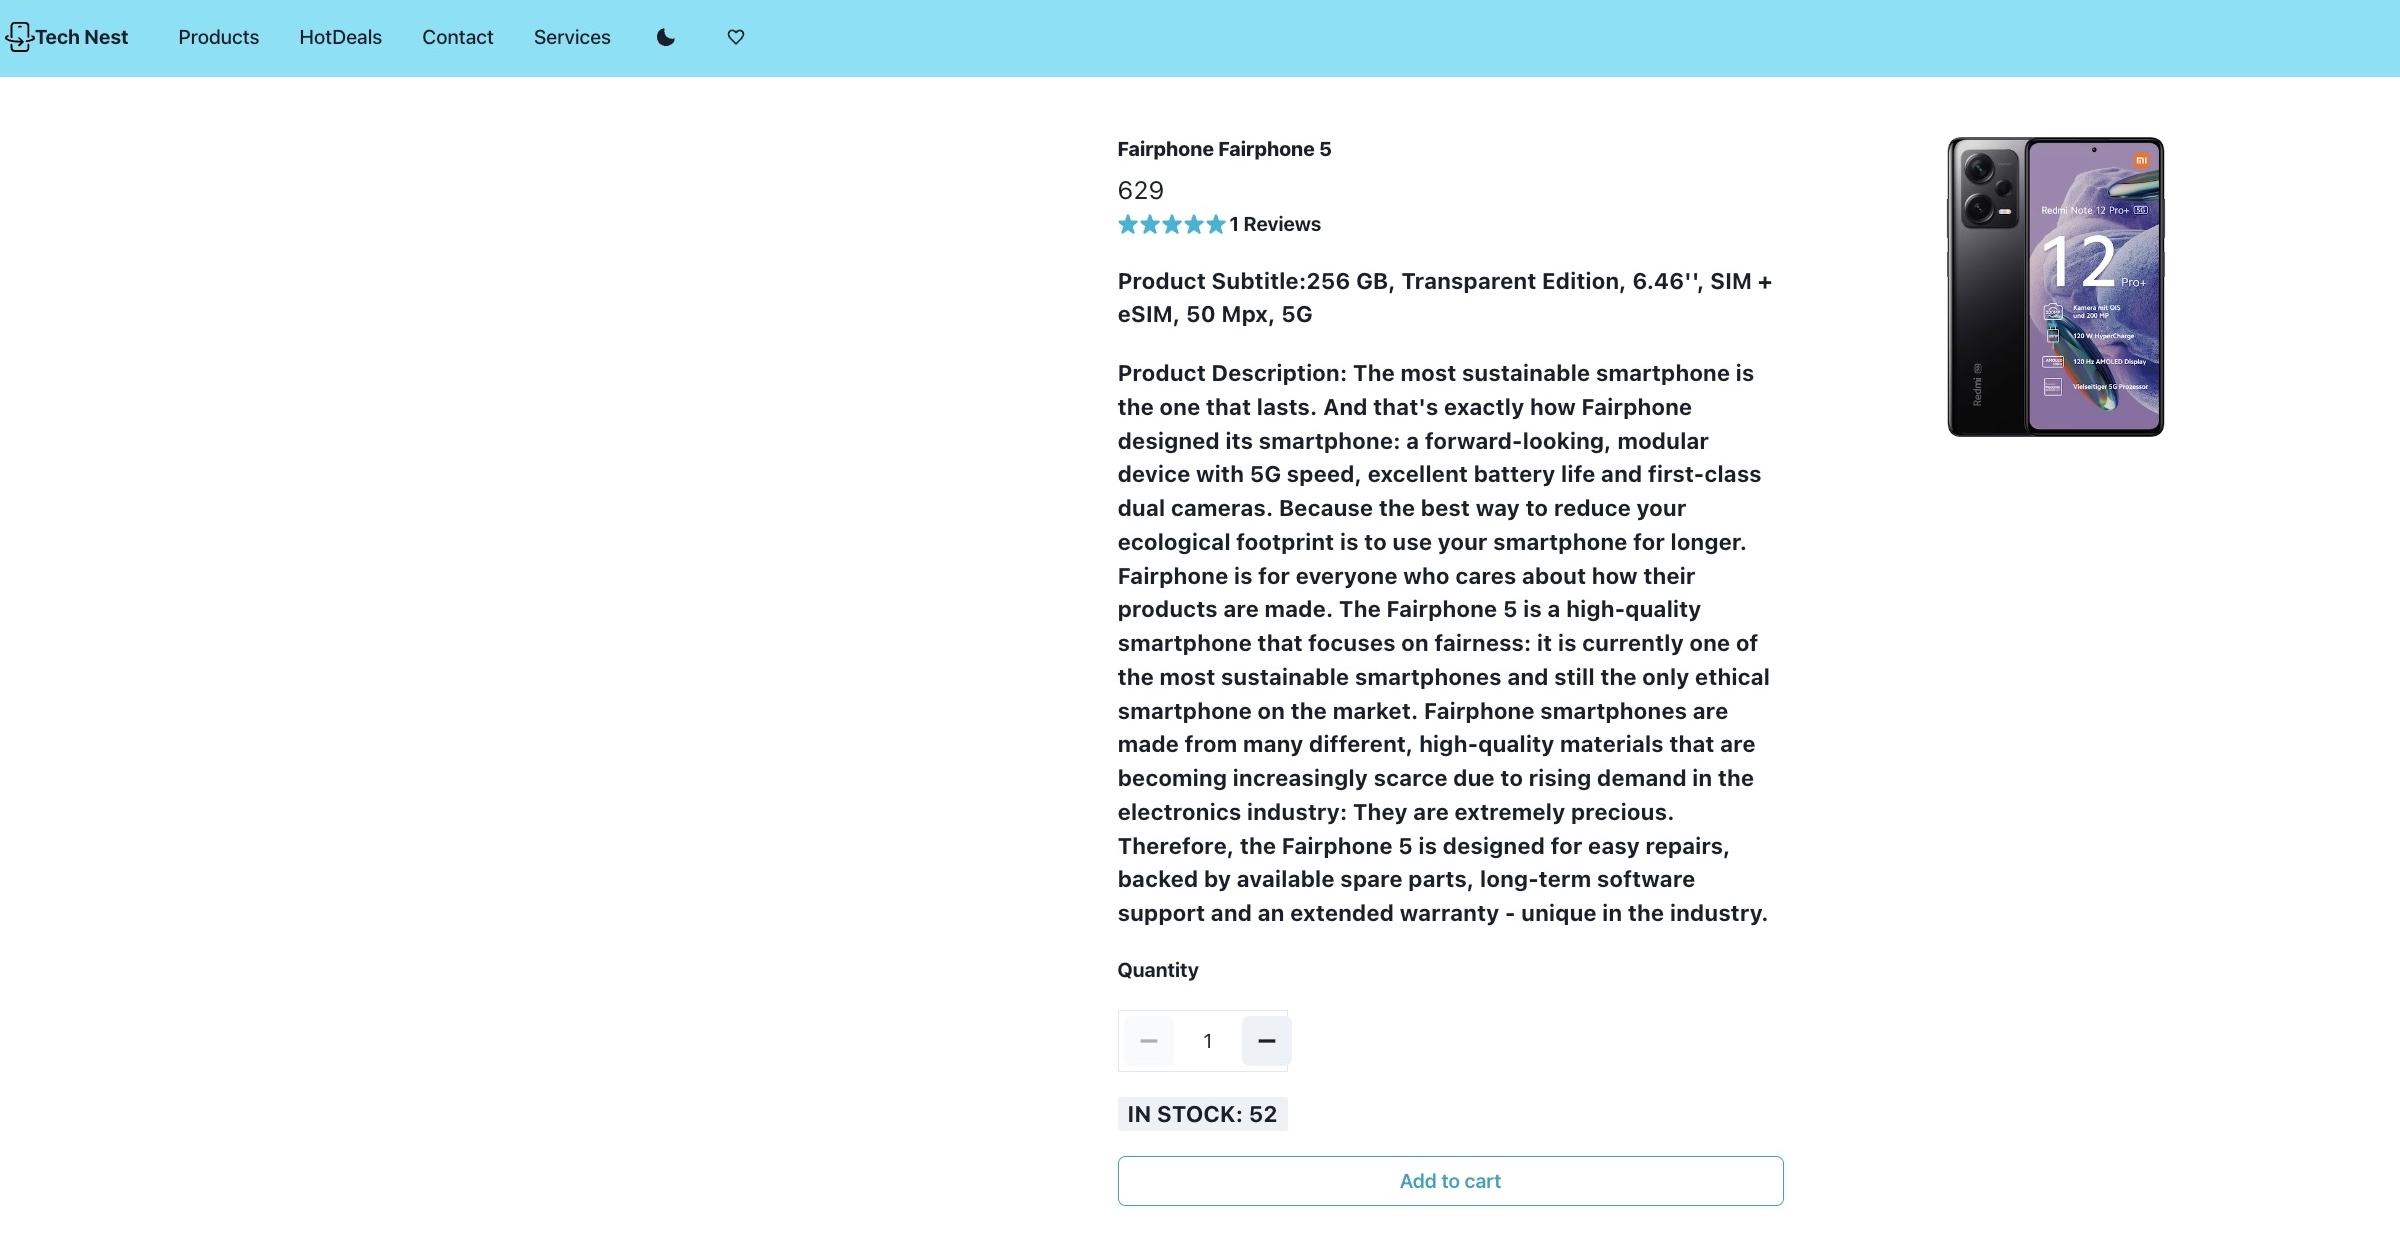 Tech Nest
Products
HotDeals
Contact
Services
Fairphone Fairphone 5
629
1 Reviews
Product Subtitle:256 GB, Transparent Edition, 6.46'', SIM +
eSIM, 50 Mpx, 5G
Product Description: The most sustainable smartphone is
the one that lasts. And that's exactly how Fairphone
designed its smartphone: a forward-looking, modular
device with 5G speed, excellent battery life and first-class
dual cameras. Because the best way to reduce your
ecological footprint is to use your smartphone for longer.
Fairphone is for everyone who cares about how their
products are made. The Fairphone 5 is a high-quality
smartphone that focuses on fairness: it is currently one of
the most sustainable smartphones and still the only ethical
smartphone on the market. Fairphone smartphones are
made from many different, high-quality materials that are
becoming increasingly scarce due to rising demand in the
electronics industry: They are extremely precious.
Therefore, the Fairphone 5 is designed for easy repairs,
backed by available spare parts, long-term software
support and an extended warranty - unique in the industry.
Quantity
1
IN STOCK: 52
Add to cart
mi
Redmi Note 12 Pro+ 5G
12 Pro+
Kamera mit OIS
und 200 MP
120 W HyperCharge
120 Hz AMOLED Display
Vielseitiger 5G Prozessor
Redmi